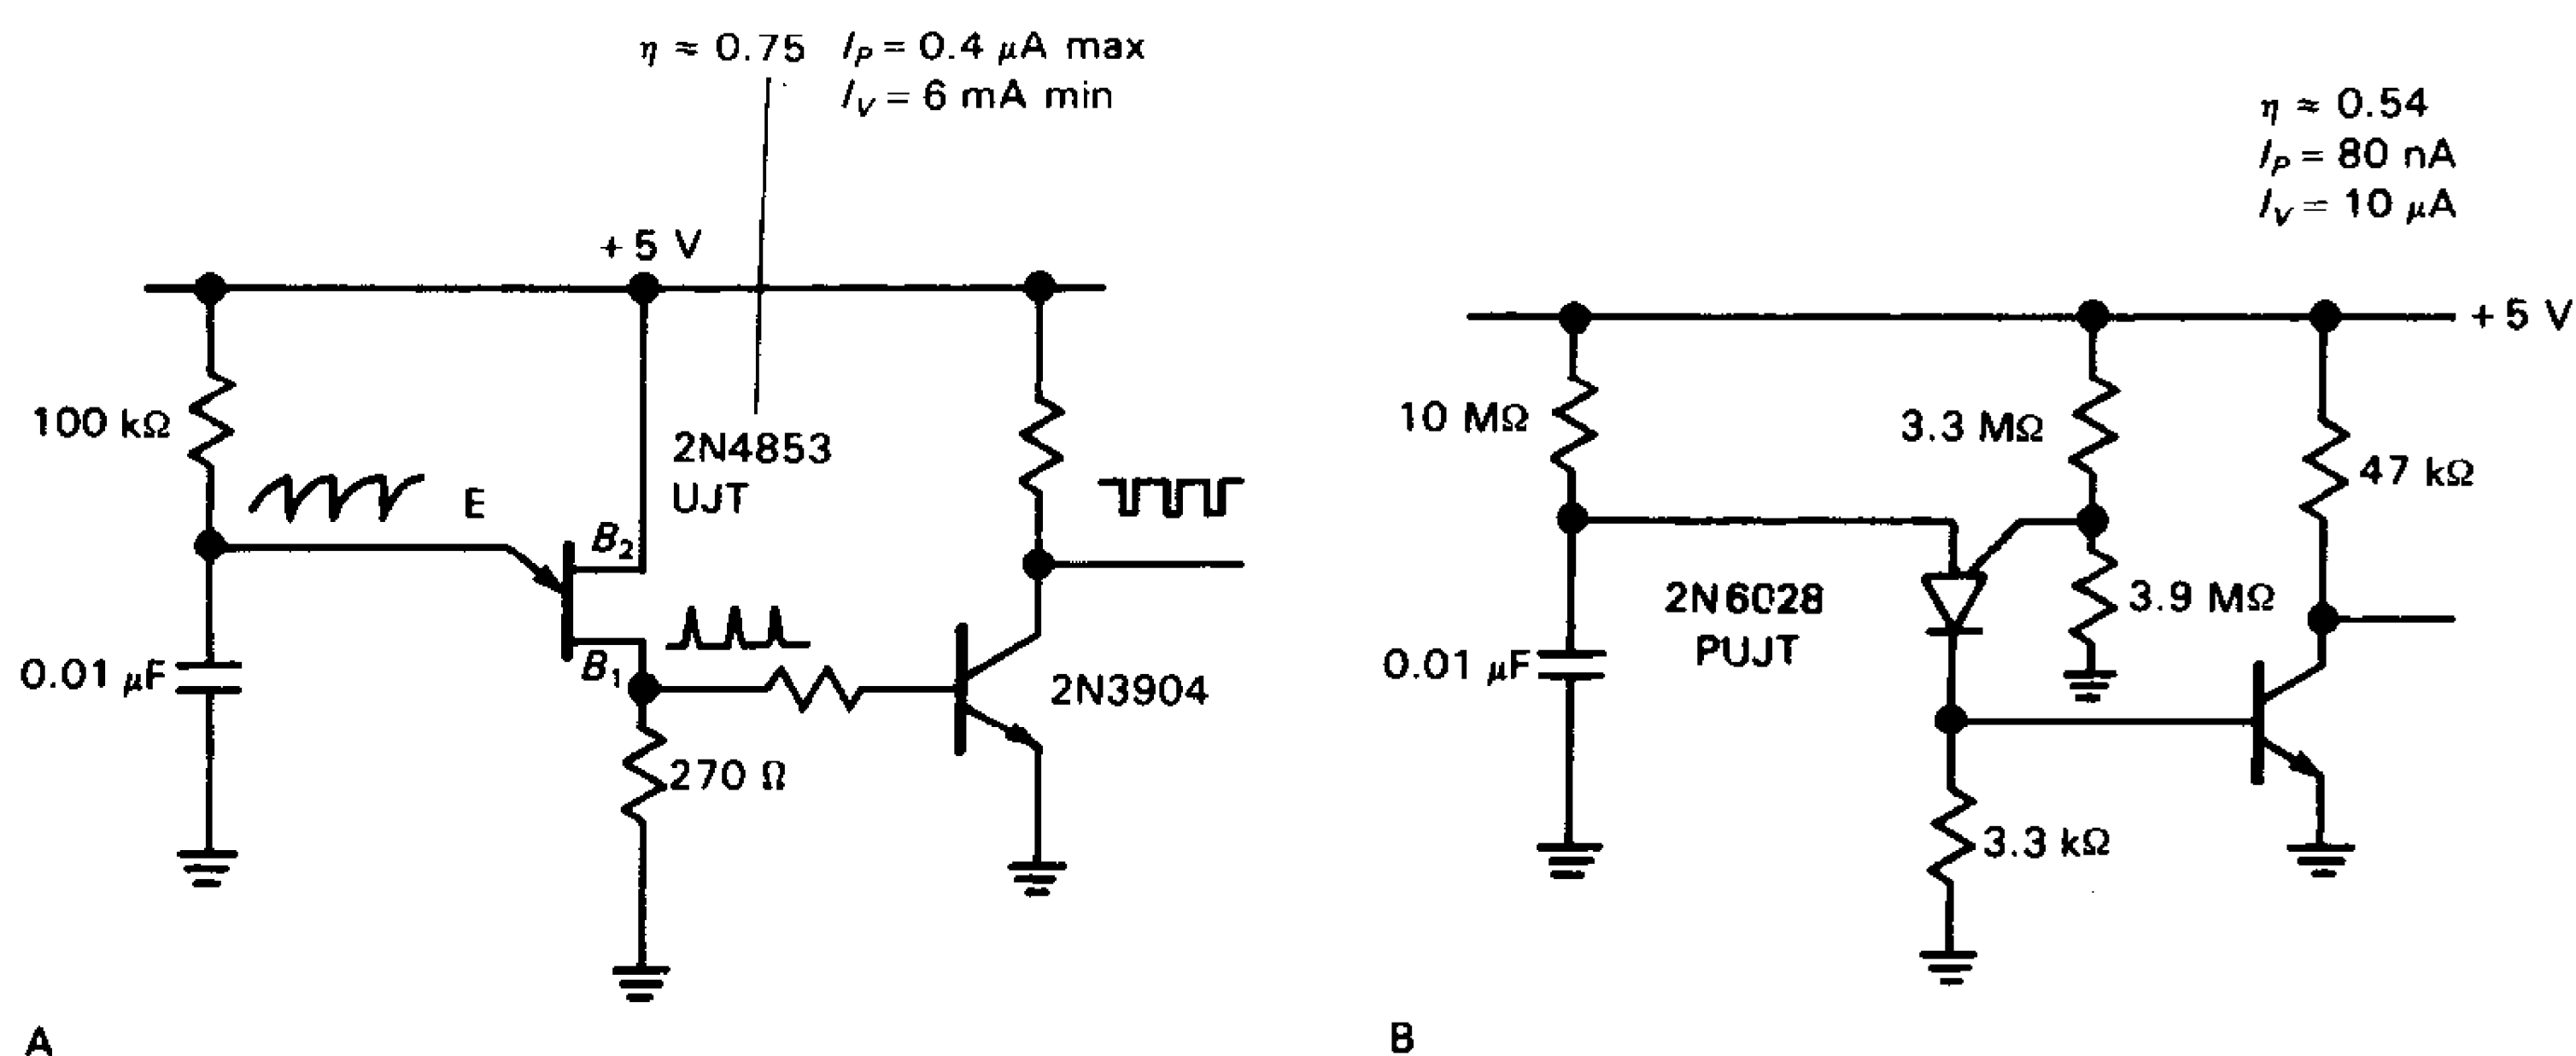 η ≈ 0.75 I_P = 0.4 μA max
I_V = 6 mA min
+ 5 V
100 kΩ
E
2N4853
UJT
B₂
B₁
0.01 μF
270 Ω
2N3904
A
η ≈ 0.54
I_P = 80 nA
I_V = 10 μA
+ 5 V
10 MΩ
3.3 MΩ
47 kΩ
2N6028
PUJT
3.9 MΩ
0.01 μF
3.3 kΩ
B